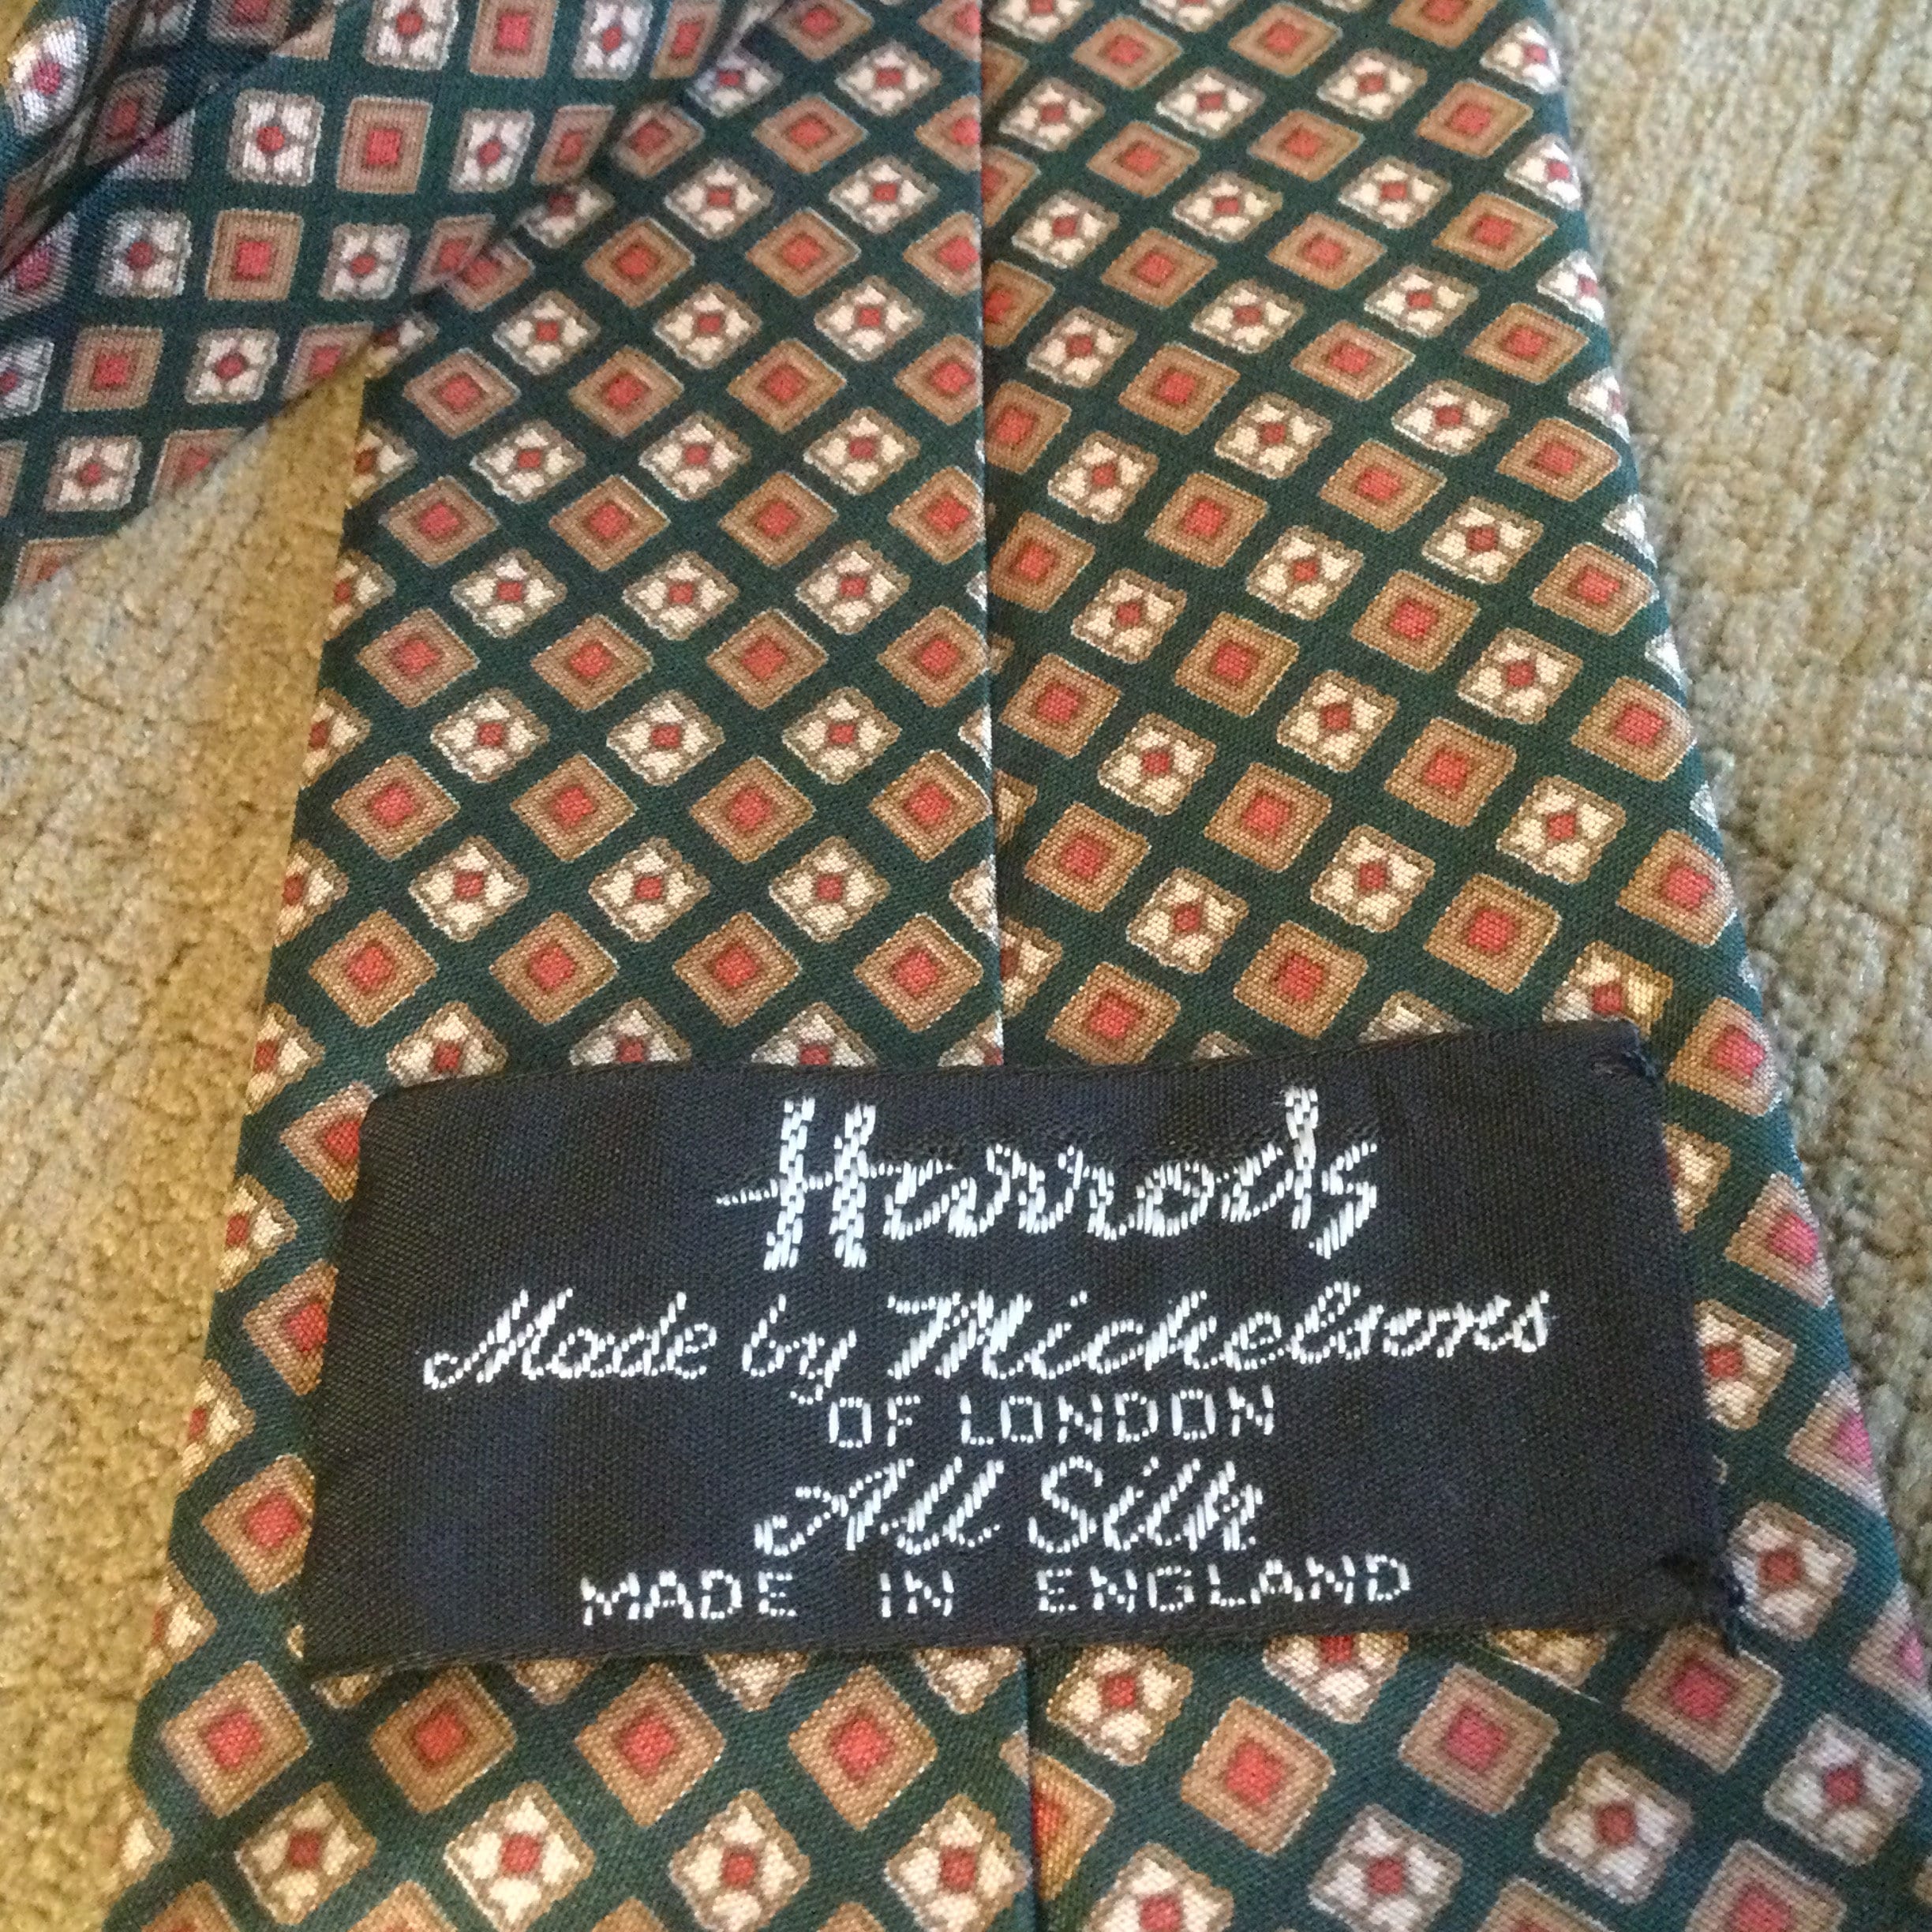 Harrods
Made by Michelsons
OF LONDON
All Silk
MADE IN ENGLAND